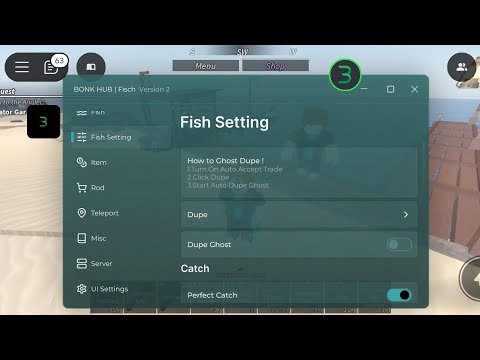 63
S
SW
W
Menu
Shop
BONK HUB | Fisch Version 2
Fish Setting
Item
Rod
Teleport
Misc
Server
UI Settings
Fish Setting
How to Ghost Dupe !
1.Turn On Auto Accept Trade
2.Click Dupe
3.Start Auto Dupe Ghost
Dupe
Dupe Ghost
Catch
Perfect Catch